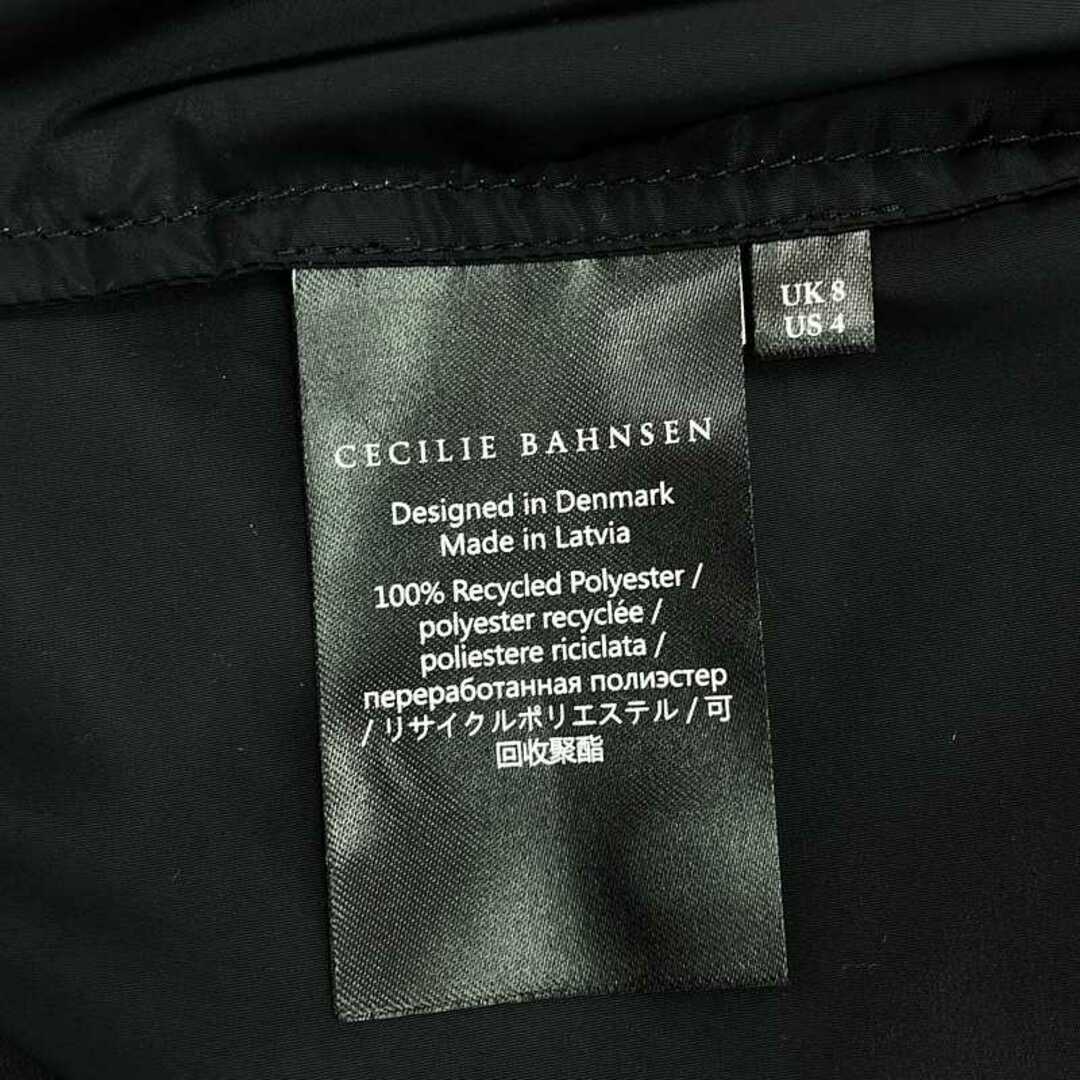 UK 8
US 4
CECILIE BAHNSEN
Designed in Denmark
Made in Latvia
100% Recycled Polyester /
polyester recyclée /
poliestere riciclata /
переработанная полиэстер
/ リサイクルポリエステル / 可
回收聚酯